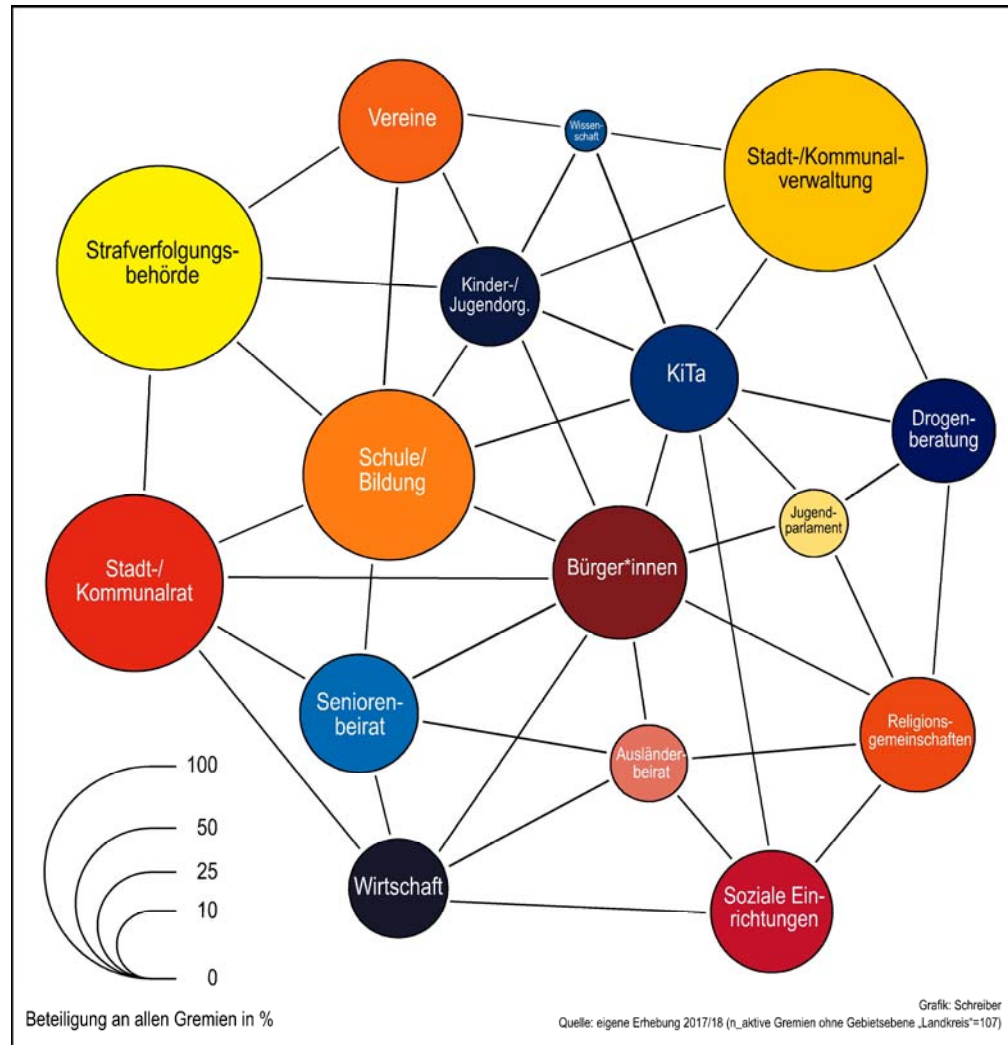 Vereine
Wissen-
schaft
Stadt-/Kommunal-
verwaltung
Strafverfolgungs-
behörde
Kinder-/
Jugendorg.
KiTa
Drogen-
beratung
Schule/
Bildung
Jugend-
parlament
Stadt-/
Kommunalrat
Bürger*innen
Senioren-
beirat
Religions-
gemeinschaften
Ausländer-
beirat
Wirtschaft
Soziale Ein-
richtungen
100
50
25
10
0
Beteiligung an allen Gremien in %
Grafik: Schreiber
Quelle: eigene Erhebung 2017/18 (n_aktive Gremien ohne Gebietsebene „Landkreis“=107)